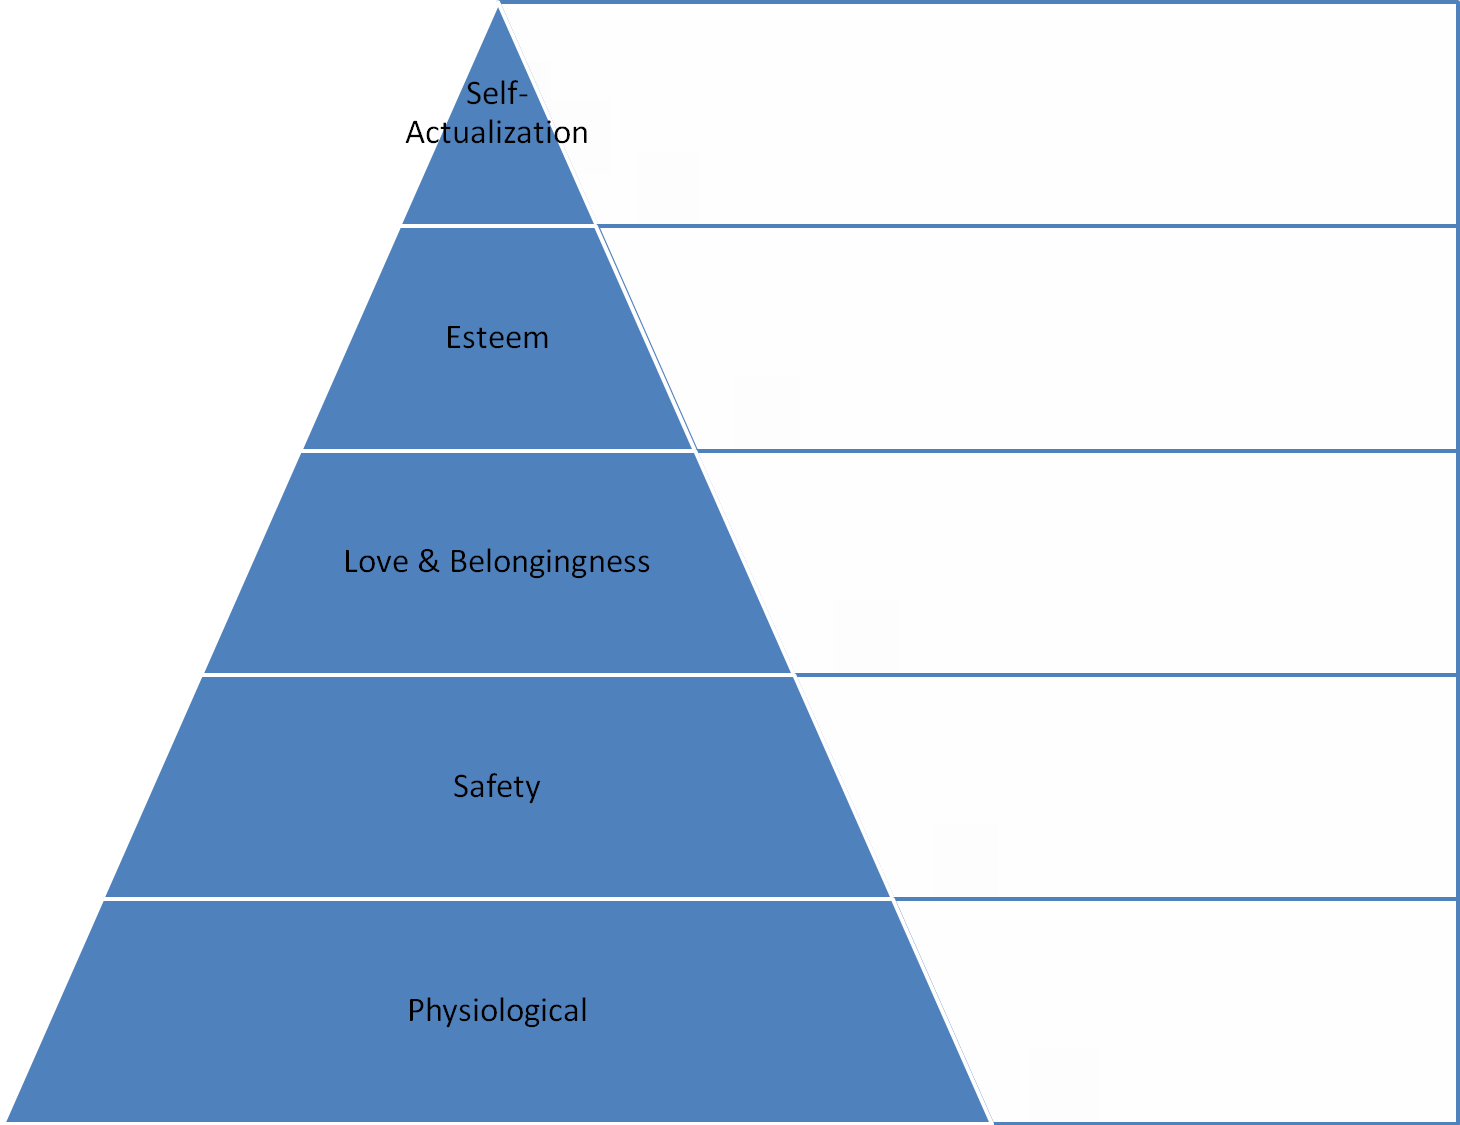 Self-
Actualization
Esteem
Love & Belongingness
Safety
Physiological